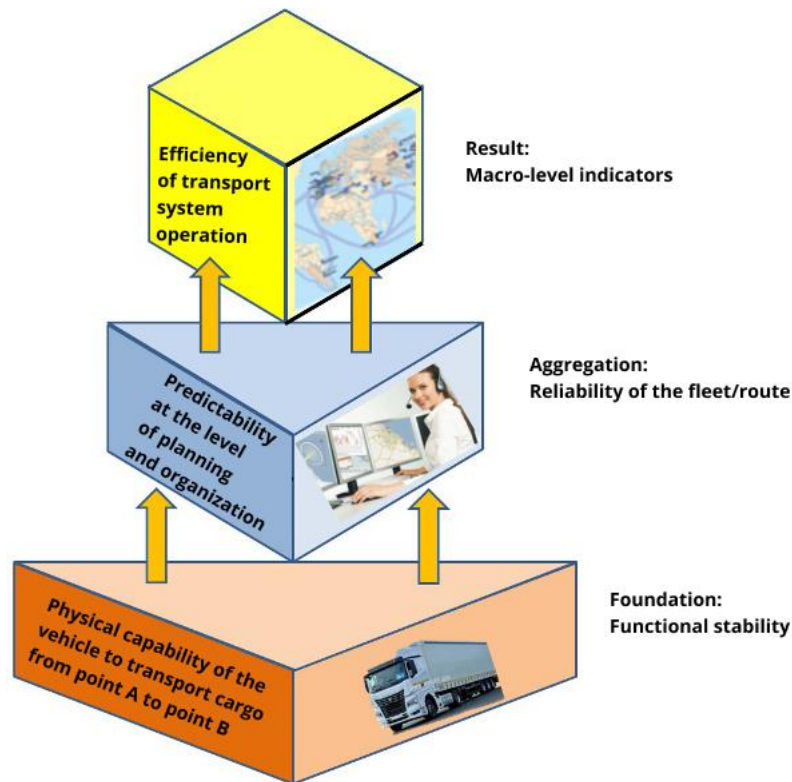 Efficiency
of transport
system
operation
Result:
Macro-level indicators
Predictability
at the level
of planning
and organization
Aggregation:
Reliability of the fleet/route
Physical capability of the
vehicle to transport cargo
from point A to point B
Foundation:
Functional stability